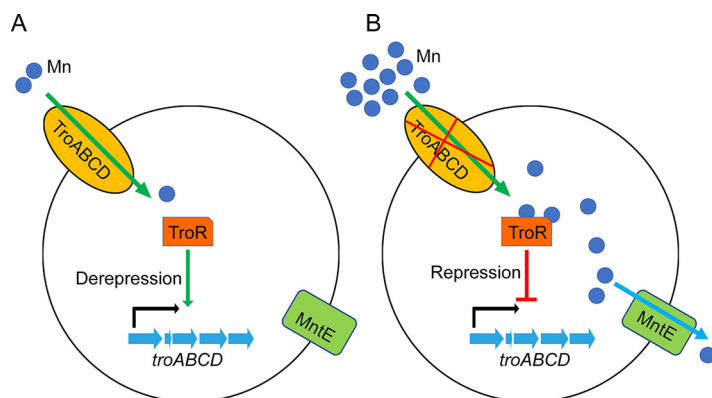 A
Mn
TroABCD
TroR
Derepression
troABCD
MntE
B
Mn
TroABCD
TroR
Repression
troABCD
MntE